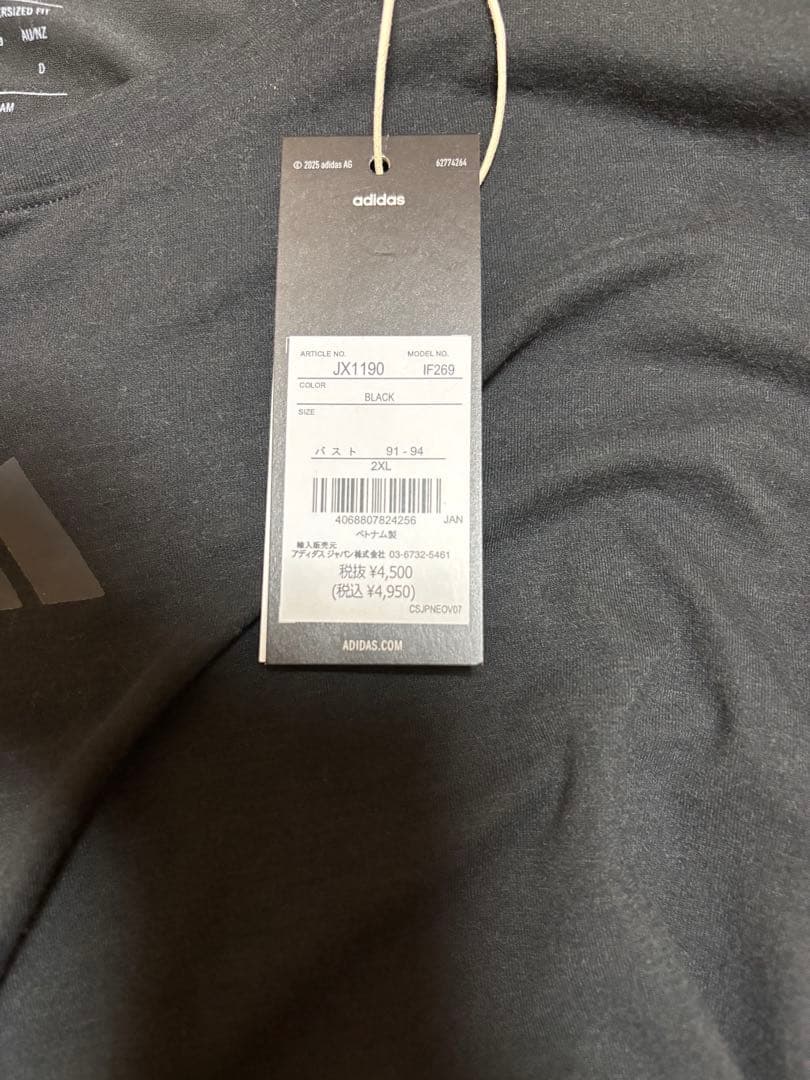 AU/NZ
D
© 2025 adidas AG 62774264
adidas
ARTICLE NO. MODEL NO.
JX1190 IF269
COLOR
BLACK
SIZE
バスト 91 - 94
2XL
4068807824256 JAN
ベトナム製
輸入販売元
アディダス ジャパン株式会社 03-6732-5461
税抜 ¥4,500
(税込 ¥4,950)
CSJPNEOV07
ADIDAS.COM